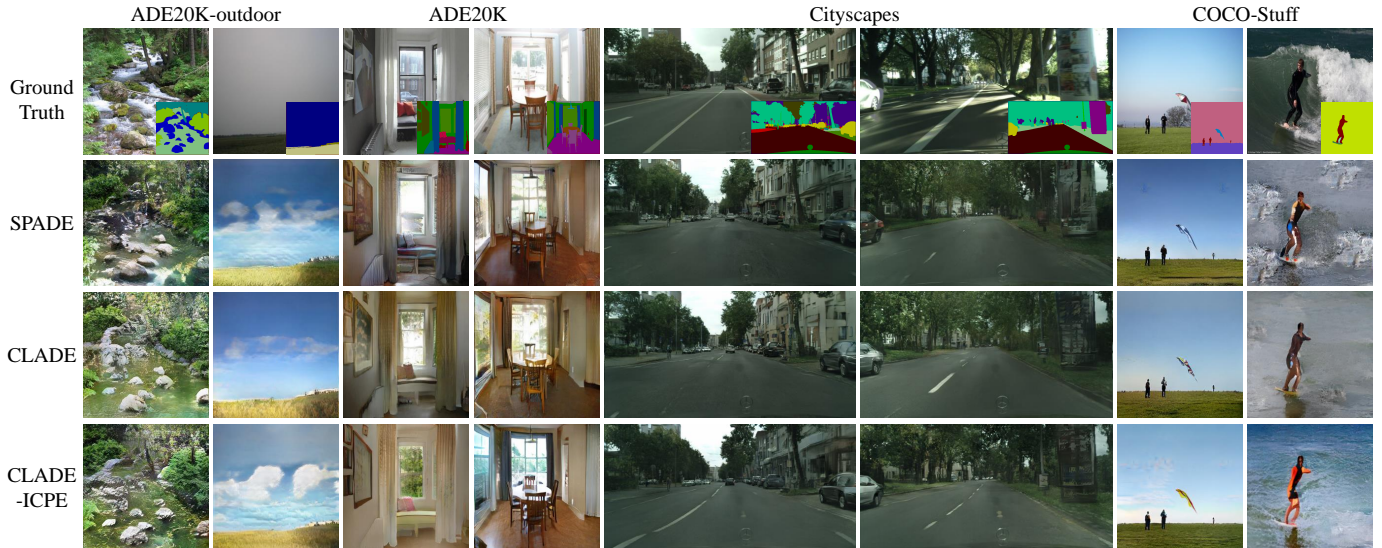 ADE20K-outdoor ADE20K Cityscapes COCO-Stuff
Ground
Truth
SPADE
CLADE
CLADE
-ICPE